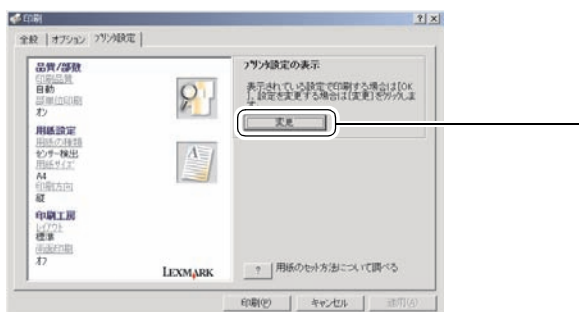 印刷
全般 オプション プリンタ設定
品質/部数
印刷品質
自動
部単位印刷
オン
用紙設定
用紙の種類
センサー検出
用紙サイズ
A4
印刷方向
縦
印刷工房
レイアウト
標準
両面印刷
オフ
LEXMARK
プリンタ設定の表示
表示されている設定で印刷する場合は[OK
]、設定を変更する場合は[変更]をクリックしま
す
変更
? 用紙のセット方法について調べる
印刷(P) キャンセル 適用(A)